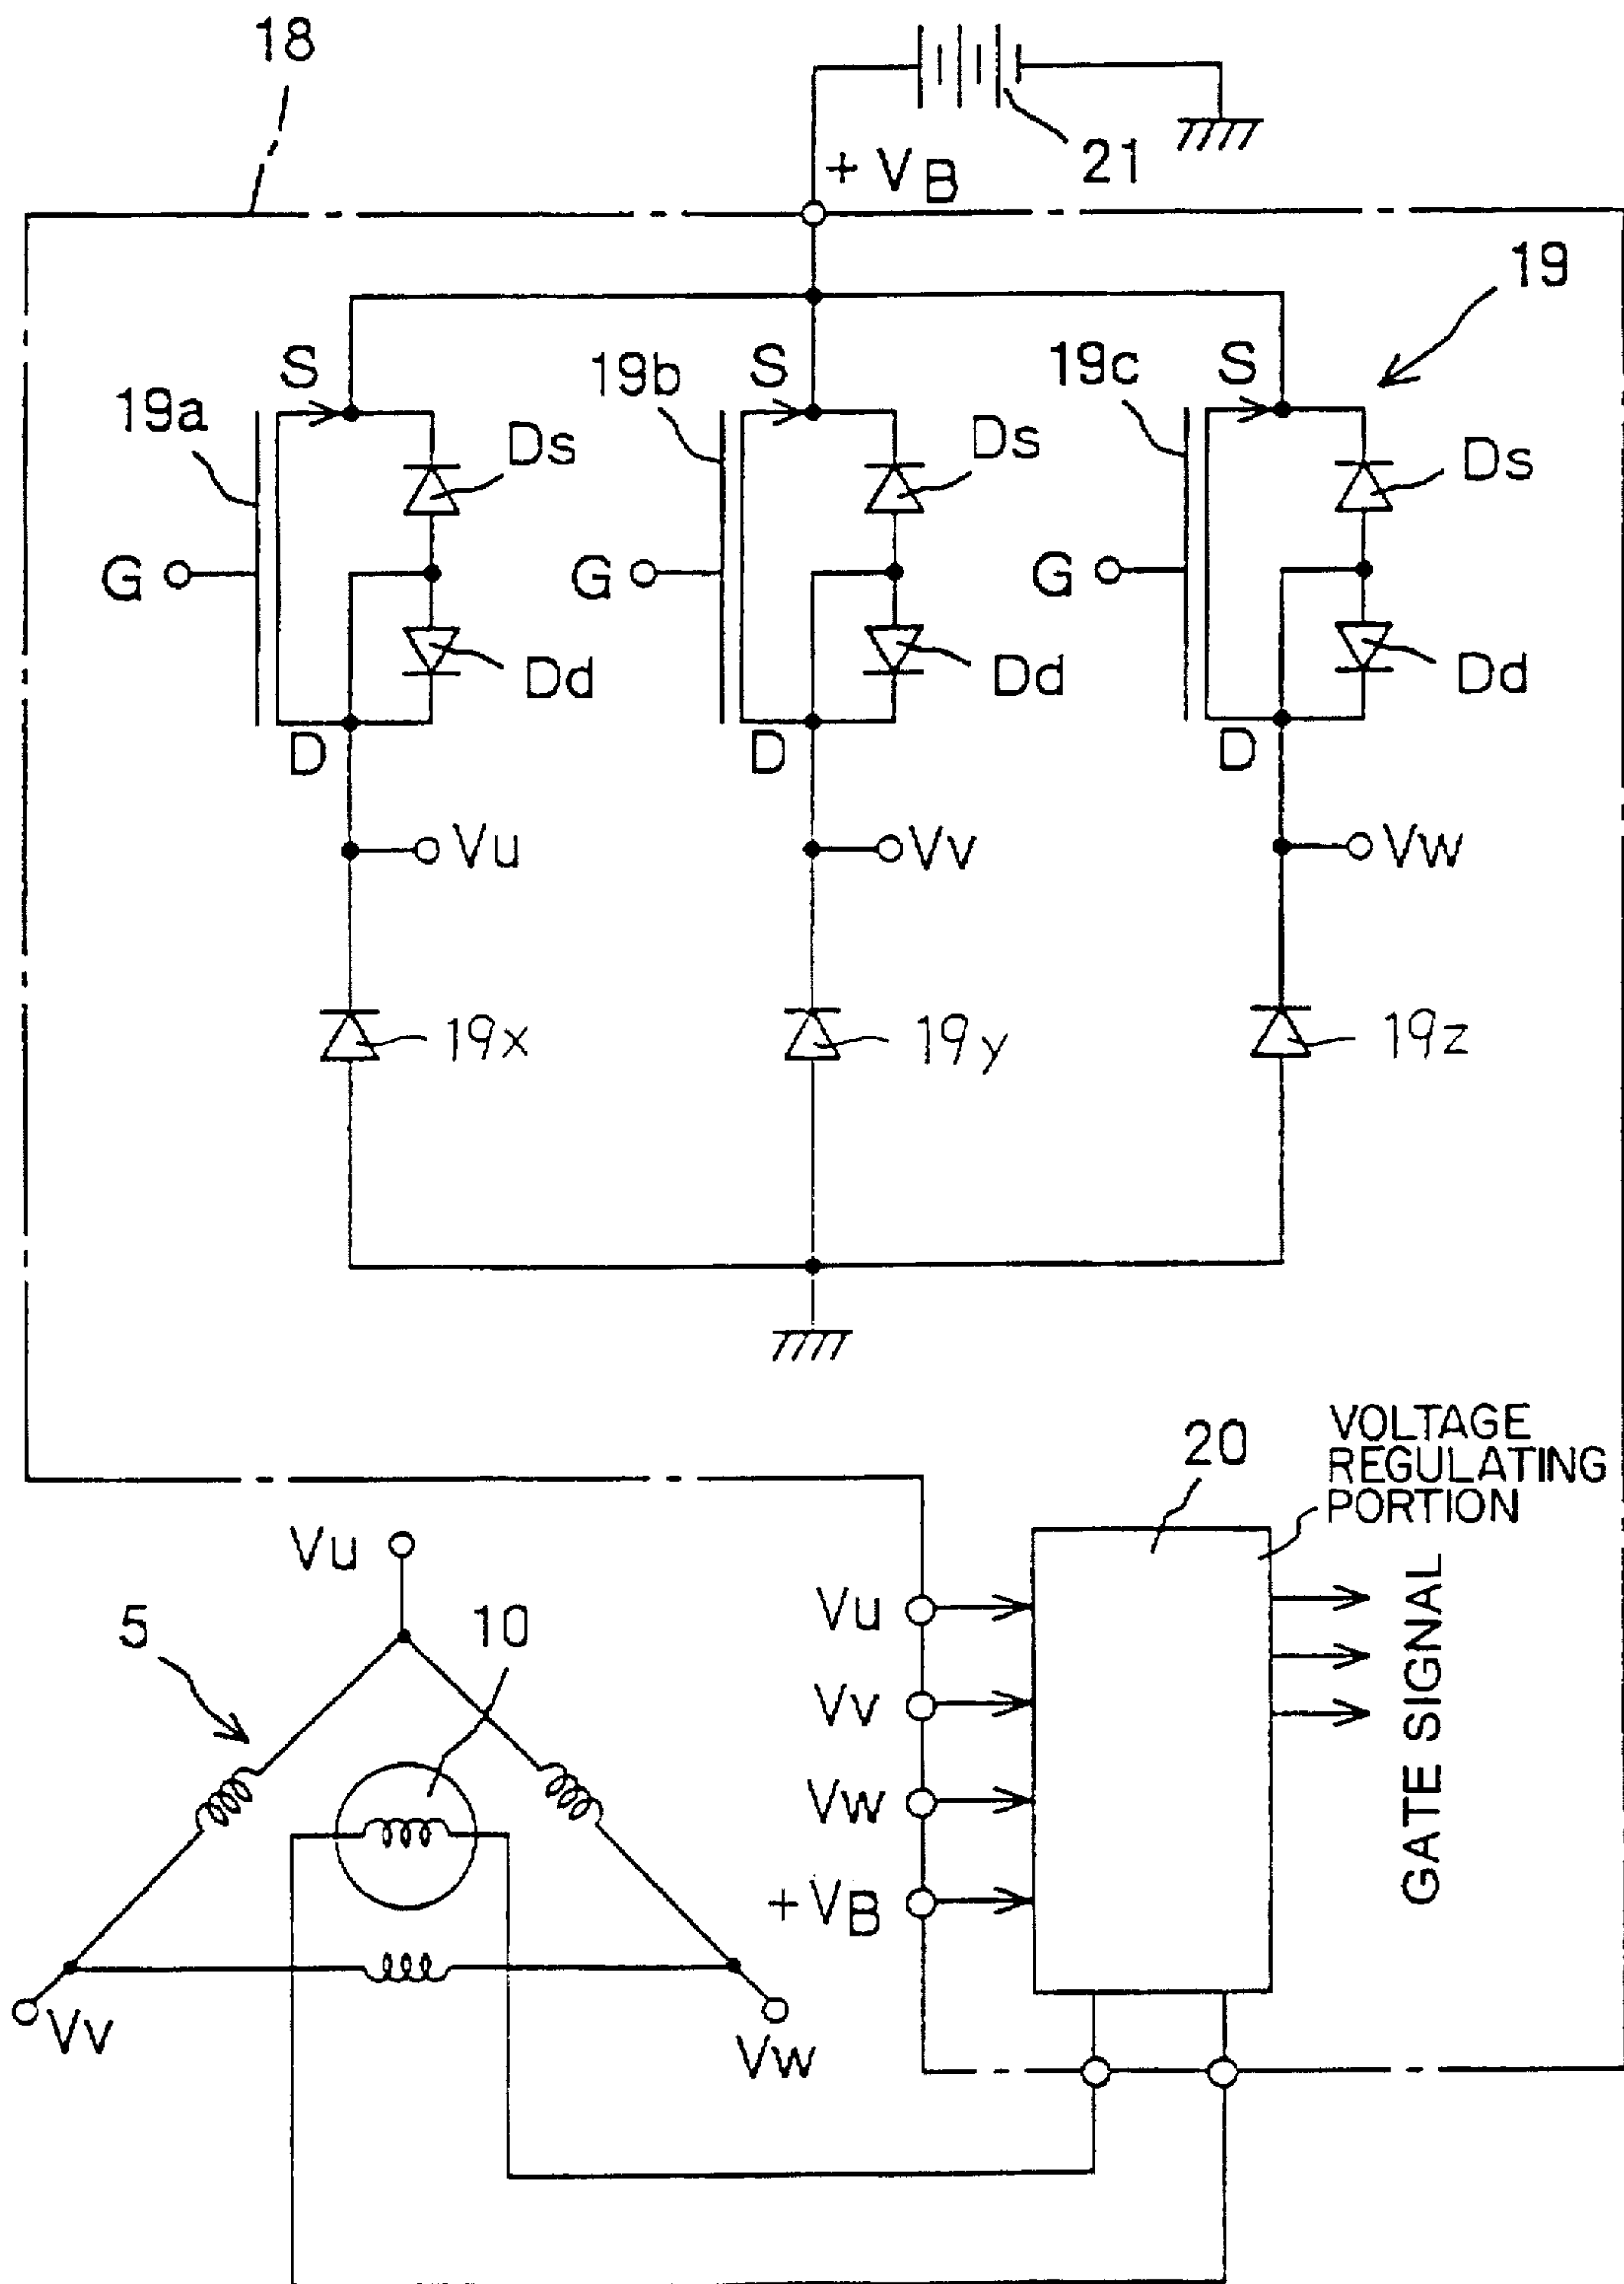 18
21
+ VB
19
S
S
S
19a
19b
19c
Ds
Ds
Ds
G
G
G
Dd
Dd
Dd
D
D
D
Vu
Vv
Vw
19x
19y
19z
VOLTAGE
REGULATING
PORTION
20
Vu
5
10
Vu
Vv
Vw
+ VB
GATE SIGNAL
Vv
Vw